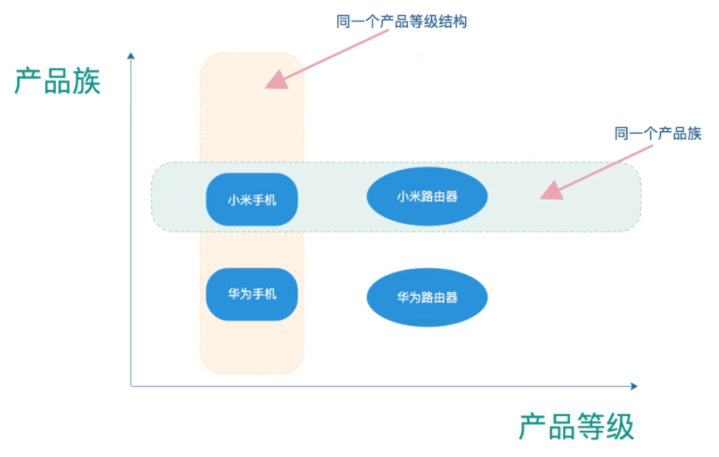 同一个产品等级结构
产品族
同一个产品族
小米手机
小米路由器
华为手机
华为路由器
产品等级